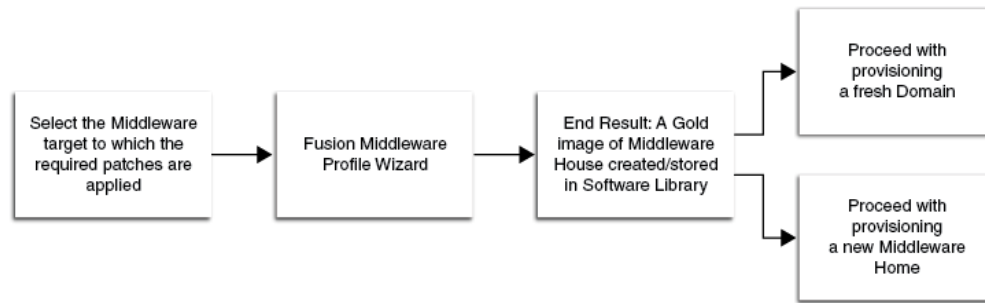 Select the Middleware
target to which the
required patches are
applied
Fusion Middleware
Profile Wizard
End Result: A Gold
image of Middleware
House created/stored
in Software Library
Proceed with
provisioning
a fresh Domain
Proceed with
provisioning
a new Middleware
Home